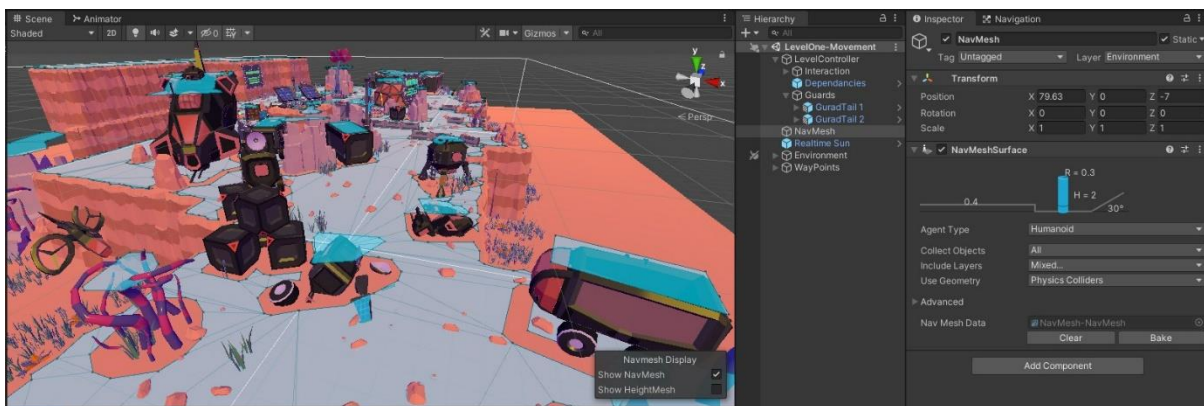 Scene
Animator
Shaded
2D
0
Gizmos
All
y
z
x
Persp
Navmesh Display
Show NavMesh
Show HeightMesh
Hierarchy
All
LevelOne-Movement
LevelController
Interaction
Dependancies
Guards
GuradTail 1
GuradTail 2
NavMesh
Realtime Sun
Environment
WayPoints
Inspector
Navigation
NavMesh
Static
Tag Untagged Layer Environment
Transform
Position X 79.63 Y 0 Z -7
Rotation X 0 Y 0 Z 0
Scale X 1 Y 1 Z 1
NavMeshSurface
R = 0.3
H = 2
0.4
30°
Agent Type Humanoid
Collect Objects All
Include Layers Mixed...
Use Geometry Physics Colliders
Advanced
Nav Mesh Data NavMesh-NavMesh
Clear Bake
Add Component